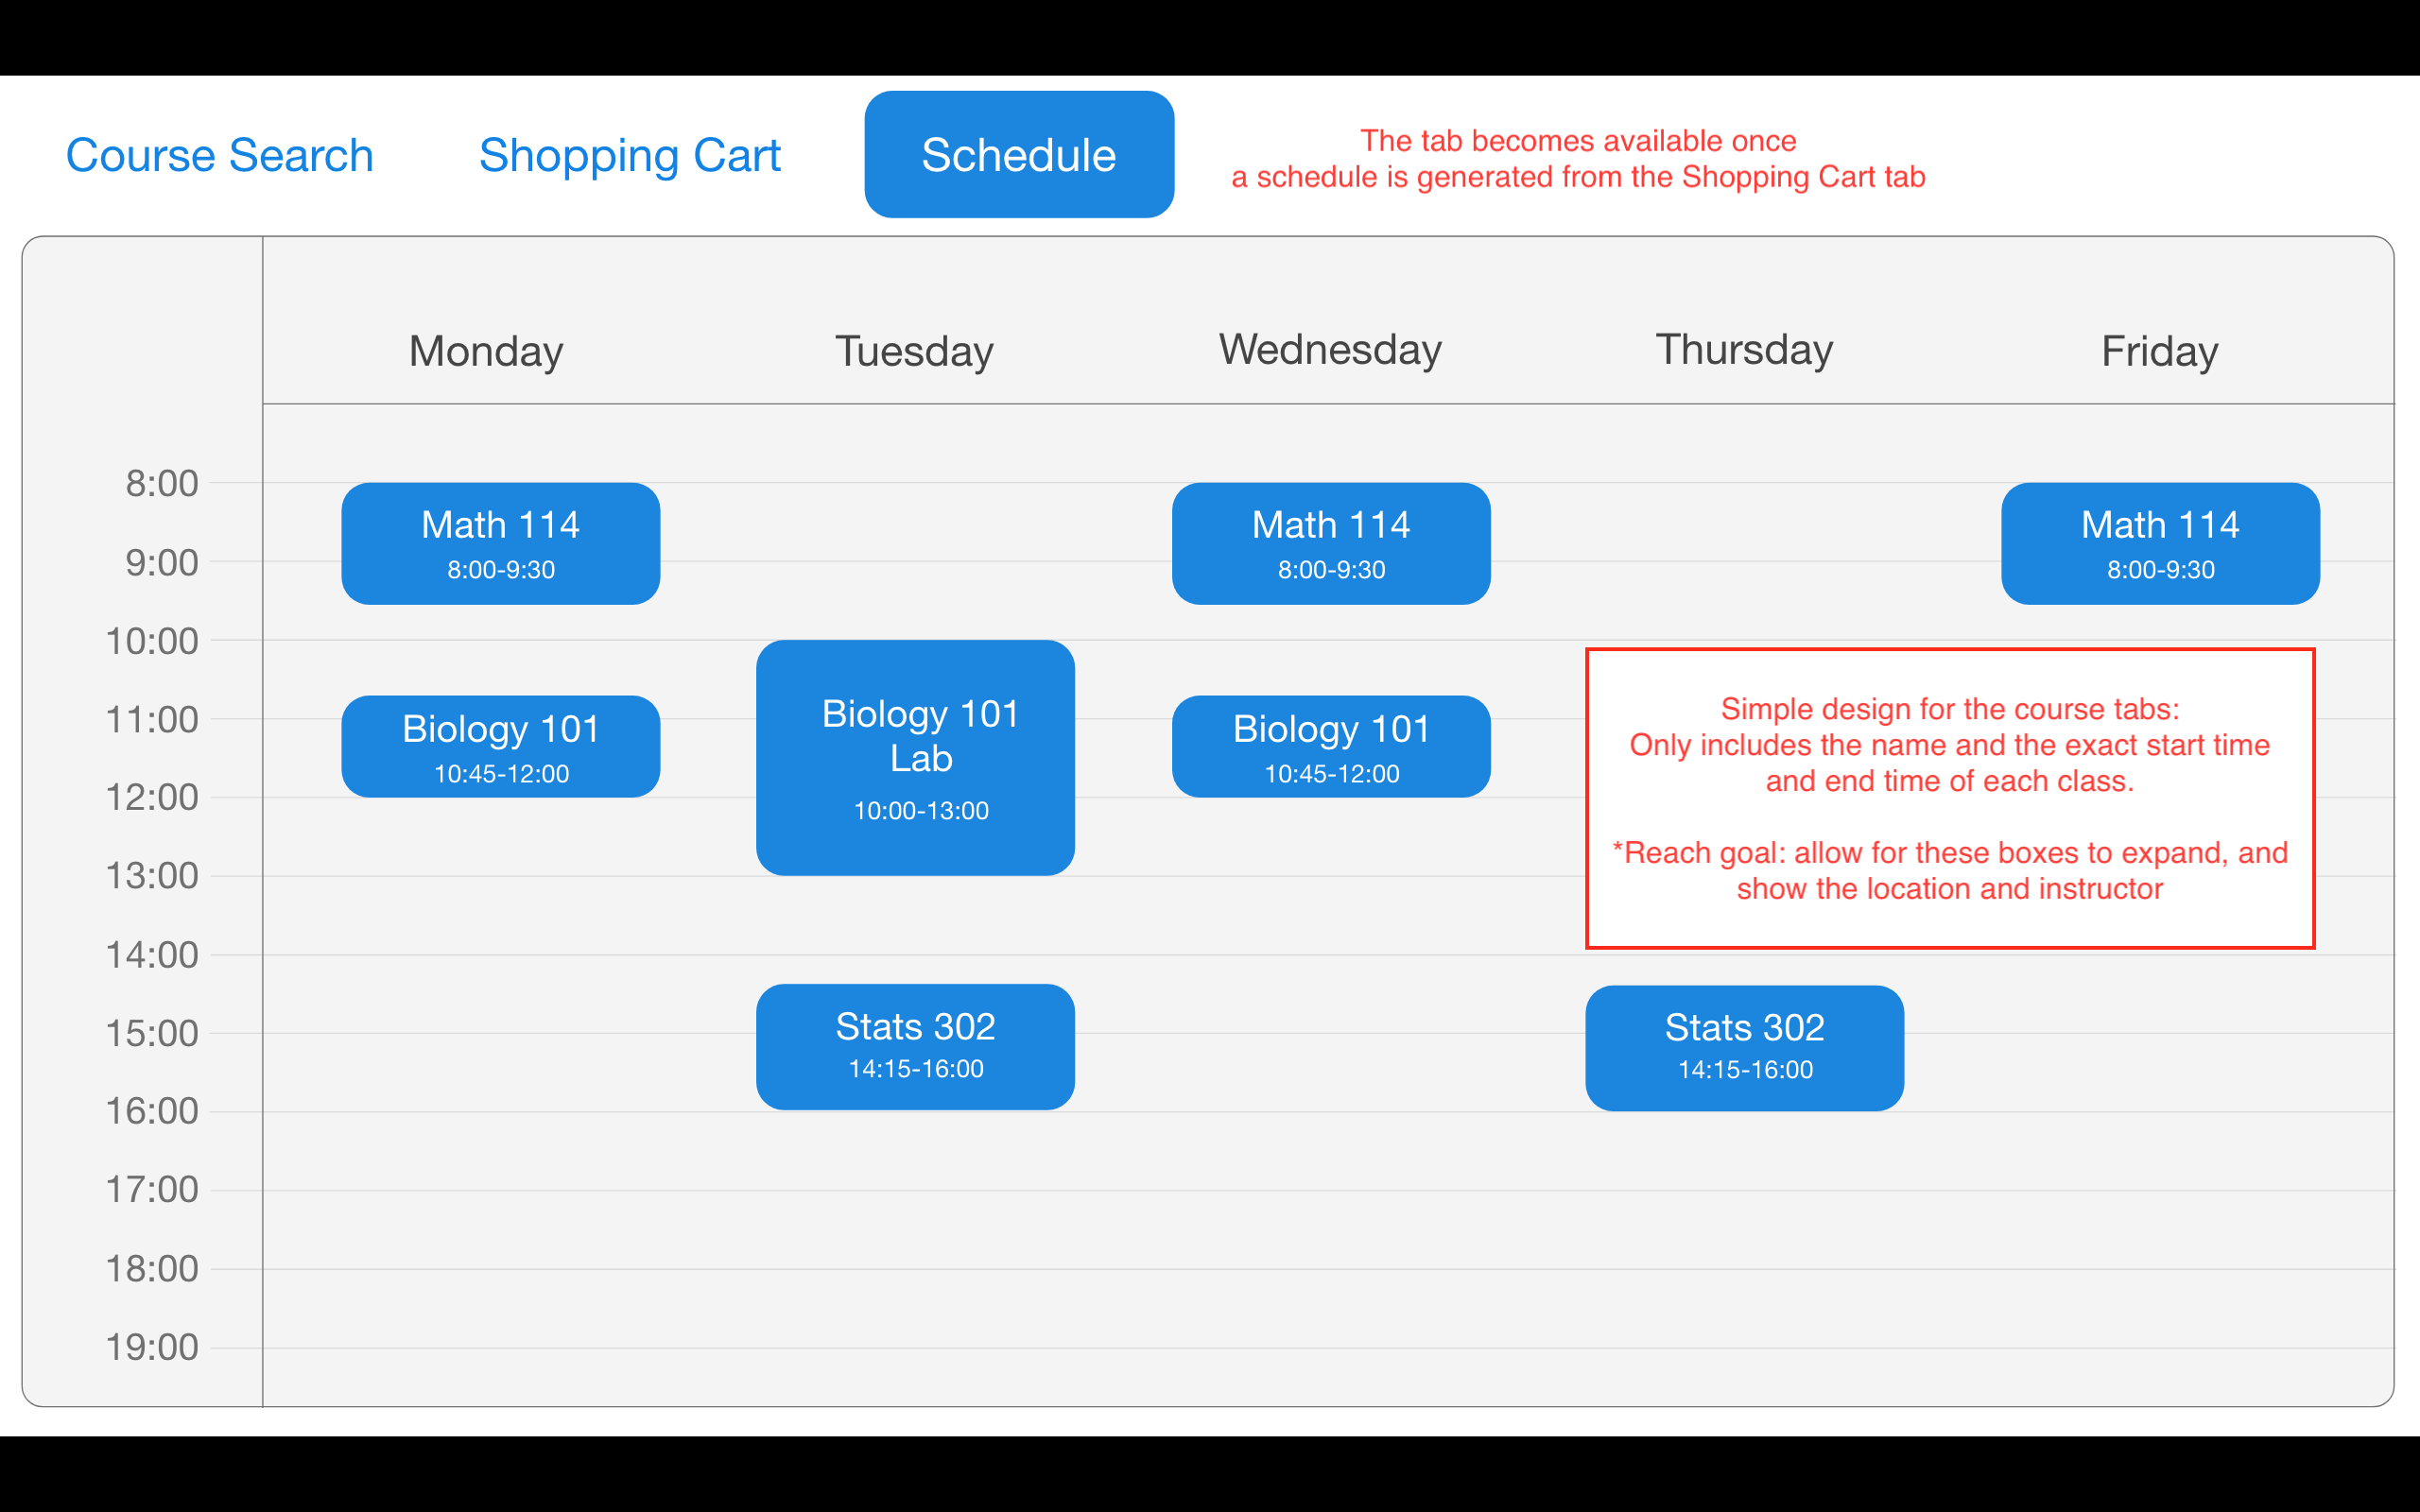 Course Search
Shopping Cart
Schedule
The tab becomes available once
a schedule is generated from the Shopping Cart tab
Monday
Tuesday
Wednesday
Thursday
Friday
8:00
Math 114
8:00-9:30
Math 114
8:00-9:30
Math 114
8:00-9:30
9:00
10:00
Biology 101
Lab
10:00-13:00
Biology 101
10:45-12:00
Biology 101
10:45-12:00
Simple design for the course tabs:
Only includes the name and the exact start time
and end time of each class.
*Reach goal: allow for these boxes to expand, and
show the location and instructor
11:00
12:00
13:00
14:00
Stats 302
14:15-16:00
Stats 302
14:15-16:00
15:00
16:00
17:00
18:00
19:00